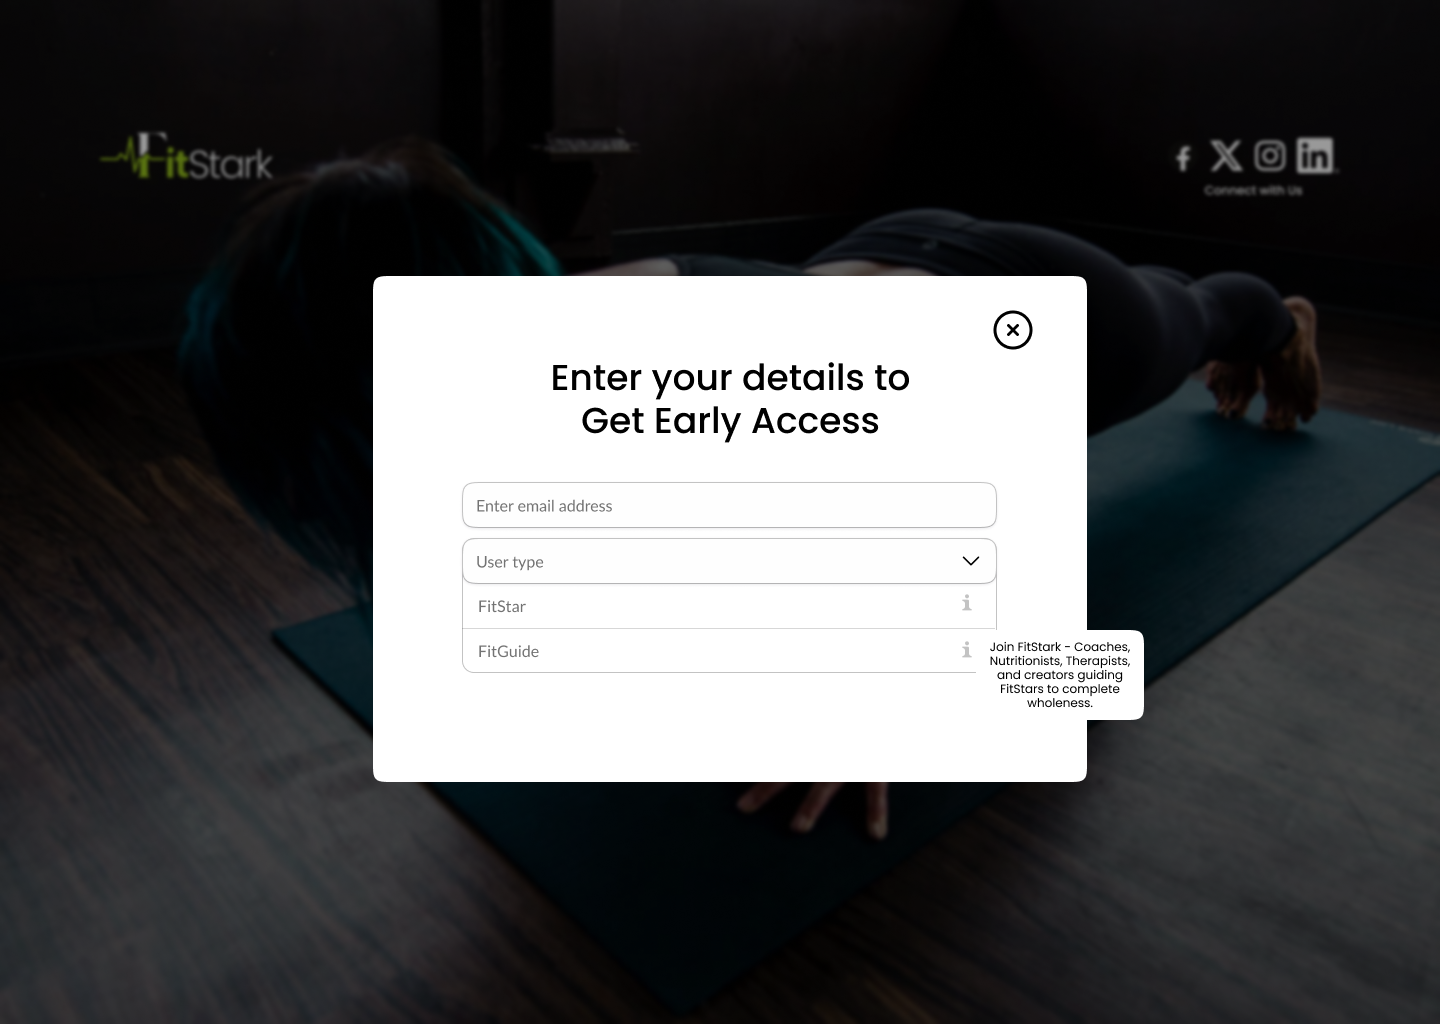 FitStark
Connect with Us
Enter your details to
Get Early Access
Enter email address
User type
FitStar
FitGuide
Join FitStark - Coaches,
Nutritionists, Therapists,
and creators guiding
FitStars to complete
wholeness.